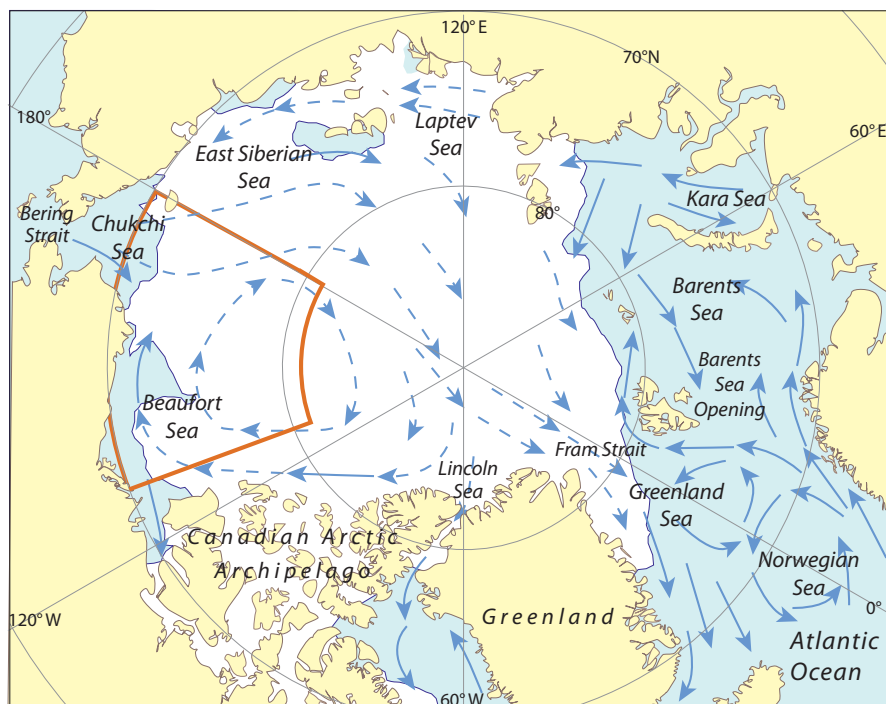 120°E
70°N
180°
60°E
Laptev
Sea
East Siberian
Sea
80°
Kara Sea
Bering
Strait
Chukchi
Sea
Barents
Sea
Barents
Sea
Opening
Beaufort
Sea
Fram Strait
Lincoln
Sea
Greenland
Sea
Canadian Arctic
Archipelago
Norwegian
Sea
Greenland
0°
120°W
Atlantic
Ocean
60°W